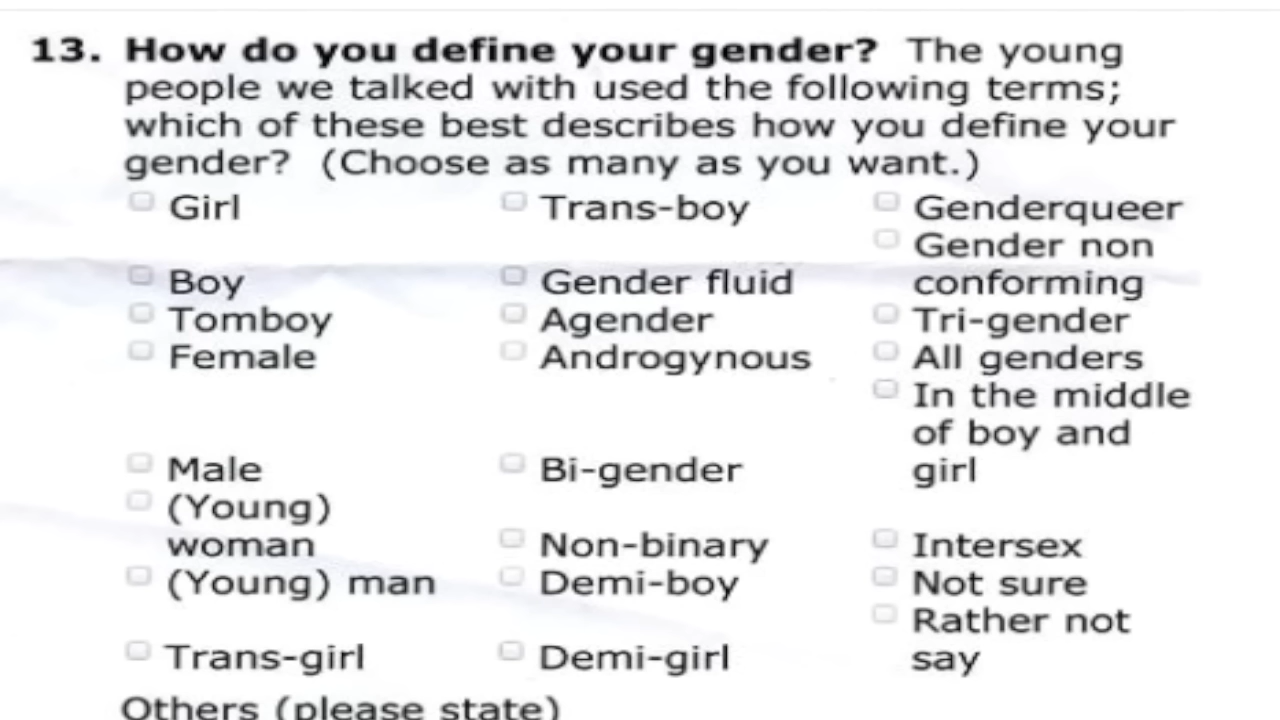 13. How do you define your gender? The young
people we talked with used the following terms;
which of these best describes how you define your
gender? (Choose as many as you want.)
Girl
Boy
Tomboy
Female
Male
(Young)
woman
(Young) man
Trans-girl
Trans-boy
Gender fluid
Agender
Androgynous
Bi-gender
Non-binary
Demi-boy
Demi-girl
Genderqueer
Gender non
conforming
Tri-gender
All genders
In the middle
of boy and
girl
Intersex
Not sure
Rather not
say
Others (please state)